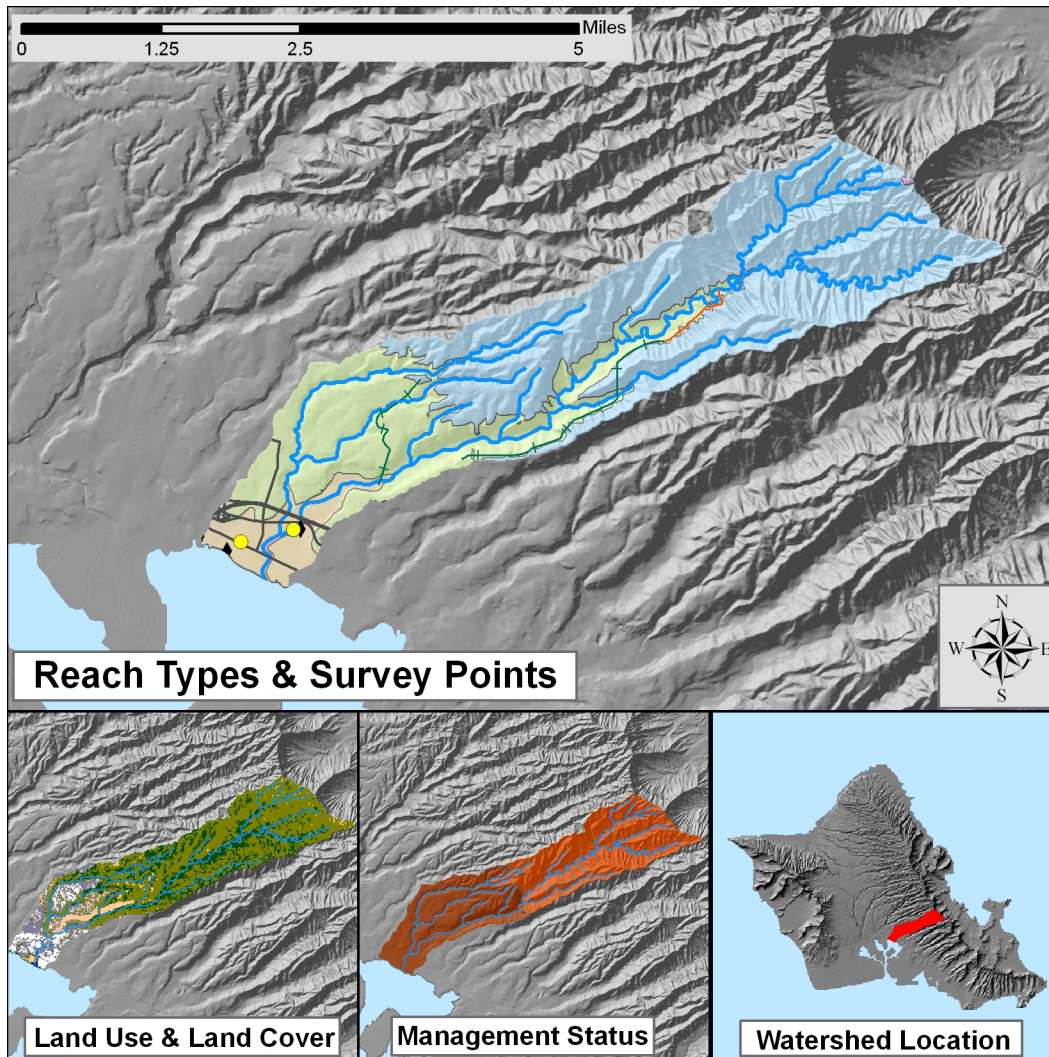 Miles
0 1.25 2.5 5
N
W E
S
Reach Types & Survey Points
Land Use & Land Cover
Management Status
Watershed Location